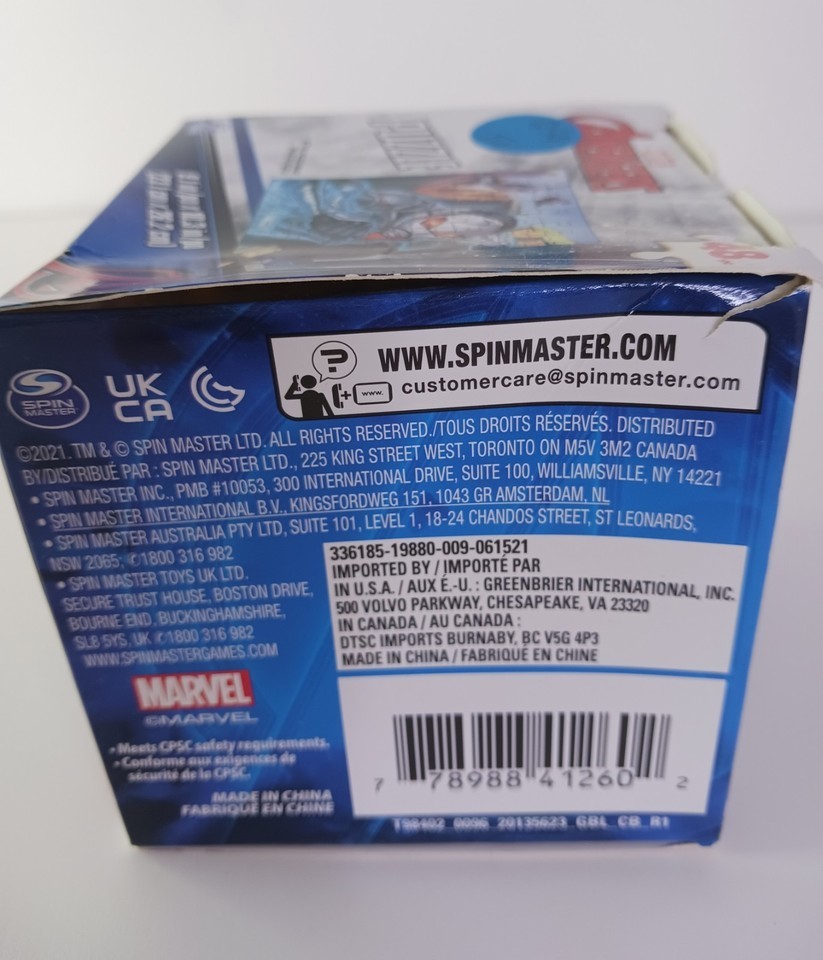 48
SPIN MASTER
UK CA
?
www.
WWW.SPINMASTER.COM
customercare@spinmaster.com
©2021. TM & © SPIN MASTER LTD. ALL RIGHTS RESERVED./TOUS DROITS RÉSERVÉS. DISTRIBUTED
BY/DISTRIBUÉ PAR : SPIN MASTER LTD., 225 KING STREET WEST, TORONTO ON M5V 3M2 CANADA
• SPIN MASTER INC., PMB #10053, 300 INTERNATIONAL DRIVE, SUITE 100, WILLIAMSVILLE, NY 14221
• SPIN MASTER INTERNATIONAL B.V., KINGSFORDWEG 151, 1043 GR AMSTERDAM, NL
• SPIN MASTER AUSTRALIA PTY LTD, SUITE 101, LEVEL 1, 18-24 CHANDOS STREET, ST LEONARDS,
NSW 2065; ✆1800 316 982
• SPIN MASTER TOYS UK LTD.
SECURE TRUST HOUSE, BOSTON DRIVE,
BOURNE END, BUCKINGHAMSHIRE,
SL8 5YS, UK ✆1800 316 982
WWW.SPINMASTERGAMES.COM
336185-19880-009-061521
IMPORTED BY / IMPORTÉ PAR
IN U.S.A. / AUX É.-U. : GREENBRIER INTERNATIONAL, INC.
500 VOLVO PARKWAY, CHESAPEAKE, VA 23320
IN CANADA / AU CANADA :
DTSC IMPORTS BURNABY, BC V5G 4P3
MADE IN CHINA / FABRIQUÉ EN CHINE
MARVEL
©MARVEL
• Meets CPSC safety requirements.
• Conforme aux exigences de
sécurité de la CPSC.
MADE IN CHINA
FABRIQUÉ EN CHINE
7 78988 41260 2
T98402_0096_20135623_GBL_CB_R1